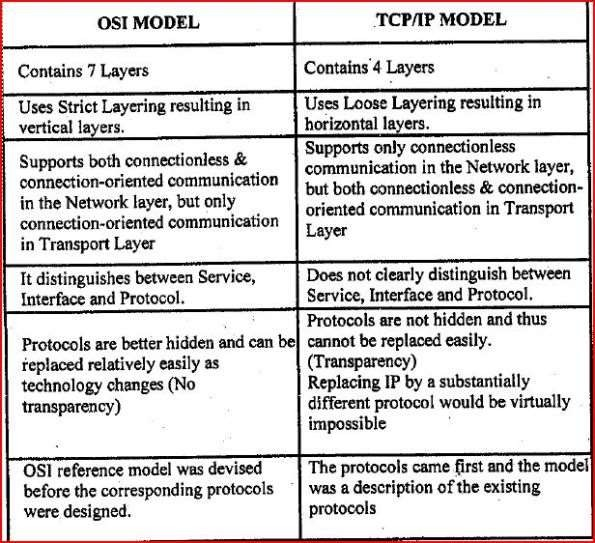 OSI MODEL
TCP/IP MODEL
Contains 7 Layers
Contains 4 Layers
Uses Strict Layering resulting in
vertical layers.
Uses Loose Layering resulting in
horizontal layers.
Supports both connectionless &
connection-oriented communication
in the Network layer, but only
connection-oriented communication
in Transport Layer
Supports only connectionless
communication in the Network layer,
but both connectionless & connection-
oriented communication in Transport
Layer
It distinguishes between Service,
Interface and Protocol.
Does not clearly distinguish between
Service, Interface and Protocol.
Protocols are better hidden and can be
replaced relatively easily as
technology changes (No
transparency)
Protocols are not hidden and thus
cannot be replaced easily.
(Transparency)
Replacing IP by a substantially
different protocol would be virtually
impossible
OSI reference model was devised
before the corresponding protocols
were designed.
The protocols came first and the model
was a description of the existing
protocols